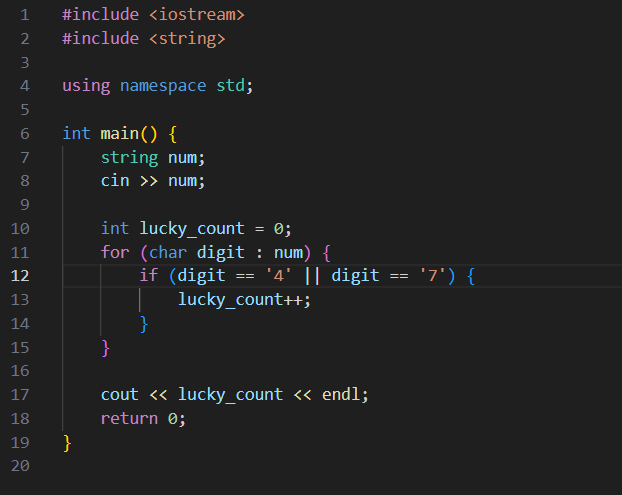 1 #include <iostream>
2 #include <string>
3
4 using namespace std;
5
6 int main() {
7     string num;
8     cin >> num;
9
10     int lucky_count = 0;
11     for (char digit : num) {
12         if (digit == '4' || digit == '7') {
13             lucky_count++;
14         }
15     }
16
17     cout << lucky_count << endl;
18     return 0;
19 }
20